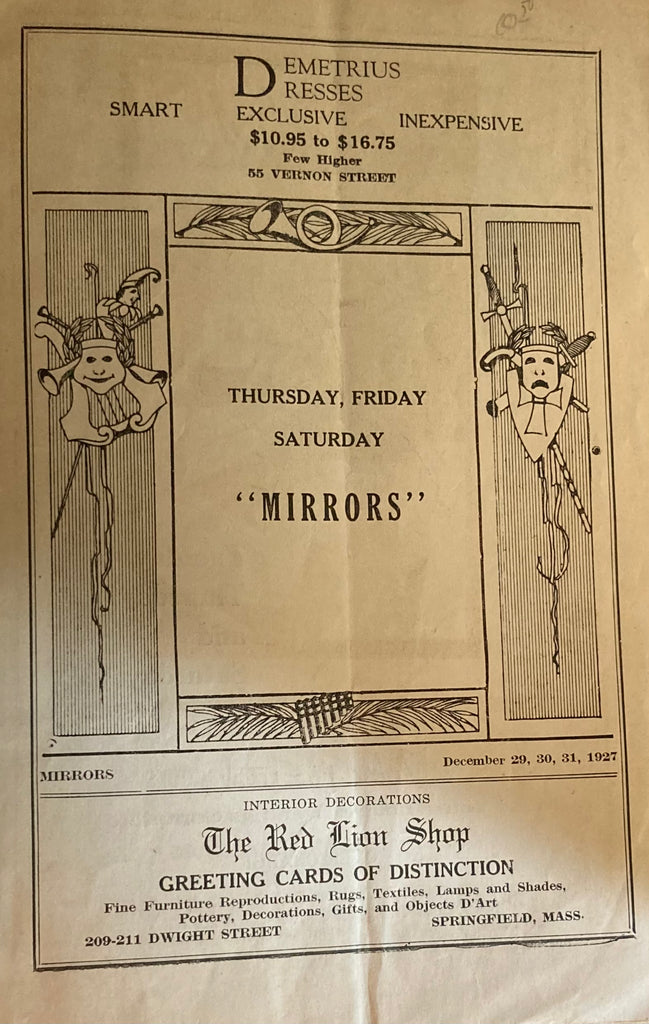 DEMETRIUS
DRESSES
SMART EXCLUSIVE INEXPENSIVE
$10.95 to $16.75
Few Higher
55 VERNON STREET
THURSDAY, FRIDAY
SATURDAY
“MIRRORS”
MIRRORS December 29, 30, 31, 1927
INTERIOR DECORATIONS
The Red Lion Shop
GREETING CARDS OF DISTINCTION
Fine Furniture Reproductions, Rugs, Textiles, Lamps and Shades,
Pottery, Decorations, Gifts, and Objects D'Art
209-211 DWIGHT STREET SPRINGFIELD, MASS.